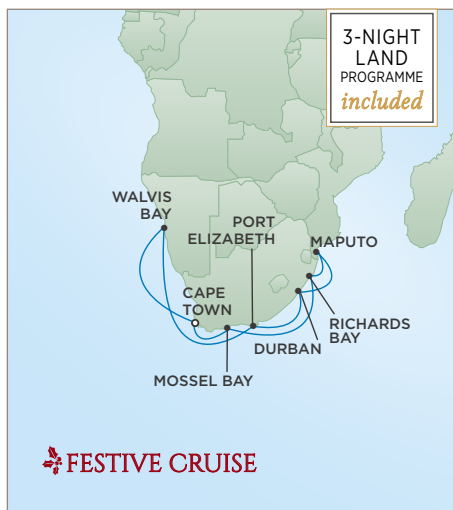 3-NIGHT
LAND
PROGRAMME
included
WALVIS
BAY
PORT
ELIZABETH
MAPUTO
CAPE
TOWN
RICHARDS
BAY
DURBAN
MOSSEL BAY
FESTIVE CRUISE